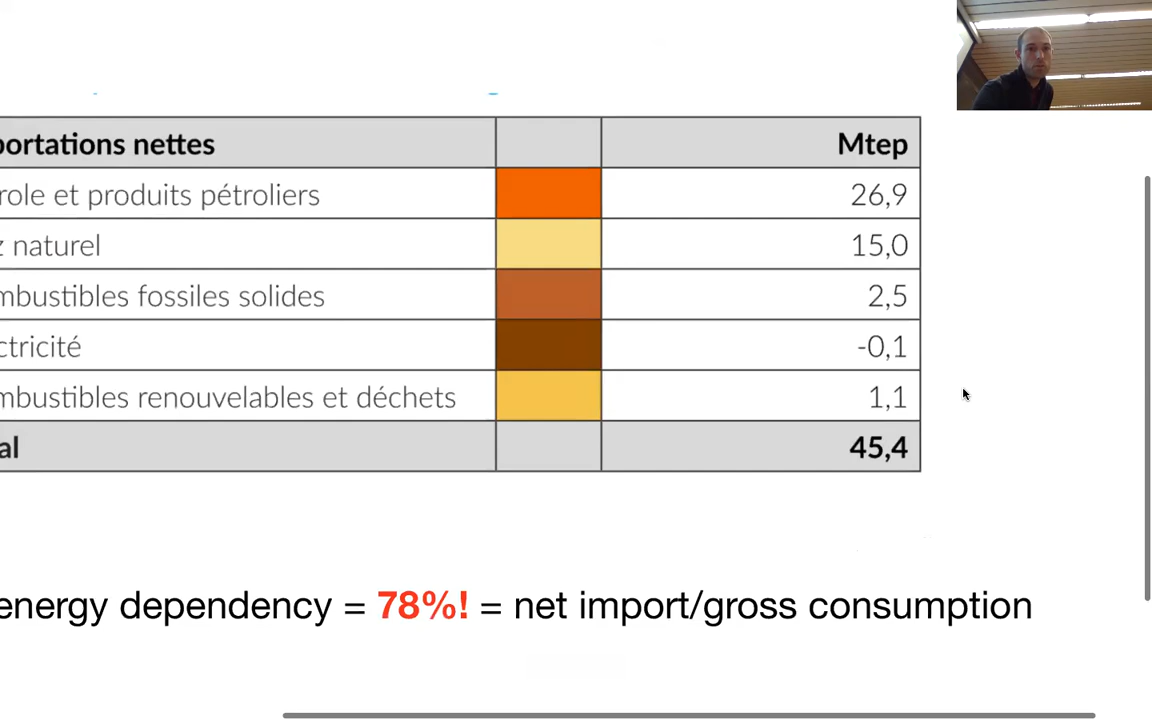 portations nettes Mtep
role et produits pétroliers 26,9
z naturel 15,0
mbustibles fossiles solides 2,5
ctricité -0,1
mbustibles renouvelables et déchets 1,1
al 45,4
energy dependency = 78%! = net import/gross consumption